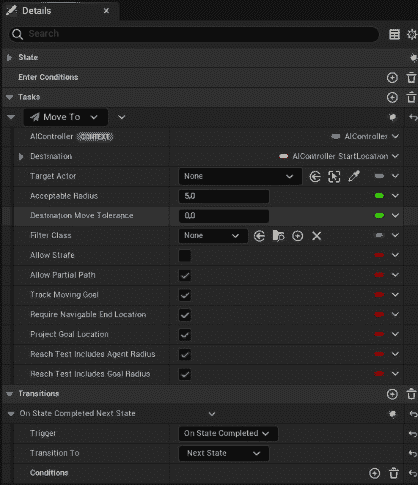 Details
Search
State
Enter Conditions
Tasks
Move To
AIController CONTEXT AIController
Destination AIController StartLocation
Target Actor None
Acceptable Radius 5,0
Destination Move Tolerance 0,0
Filter Class None
Allow Strafe
Allow Partial Path
Track Moving Goal
Require Navigable End Location
Project Goal Location
Reach Test Includes Agent Radius
Reach Test Includes Goal Radius
Transitions
On State Completed Next State
Trigger On State Completed
Transition To Next State
Conditions